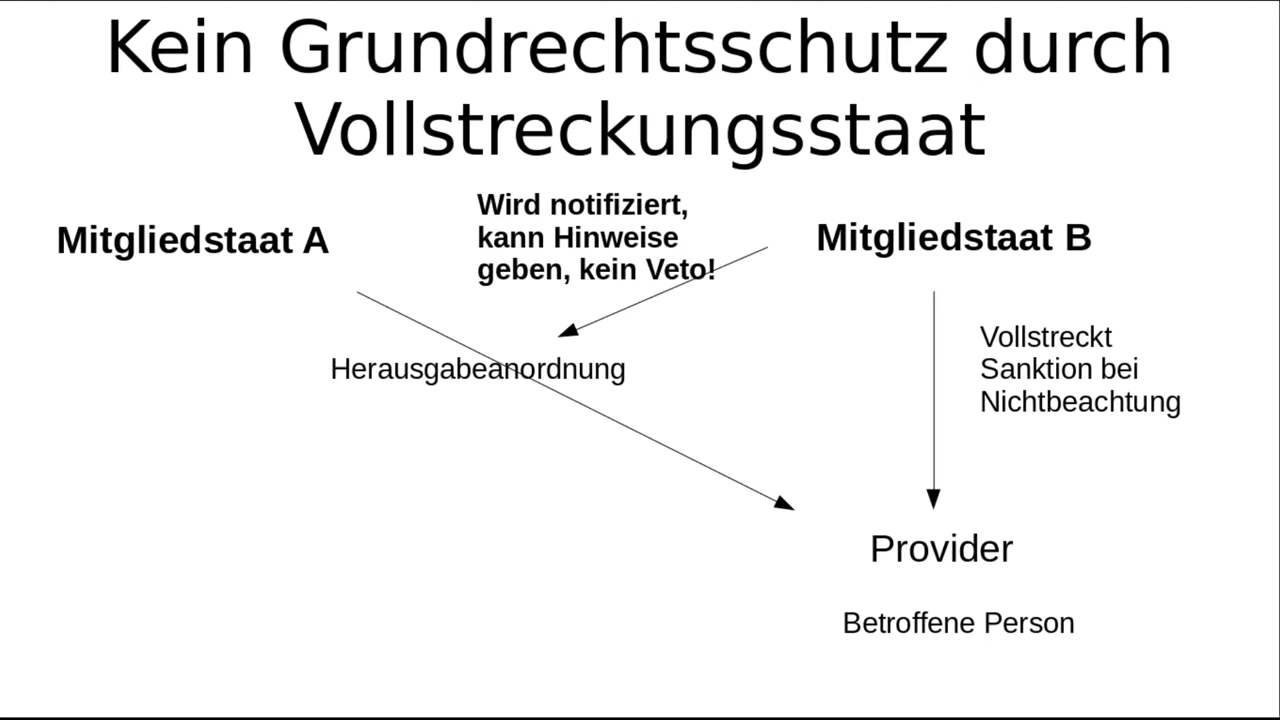 Kein Grundrechtsschutz durch
Vollstreckungsstaat
Mitgliedstaat A
Wird notifiziert,
kann Hinweise
geben, kein Veto!
Mitgliedstaat B
Herausgabeanordnung
Vollstreckt
Sanktion bei
Nichtbeachtung
Provider
Betroffene Person